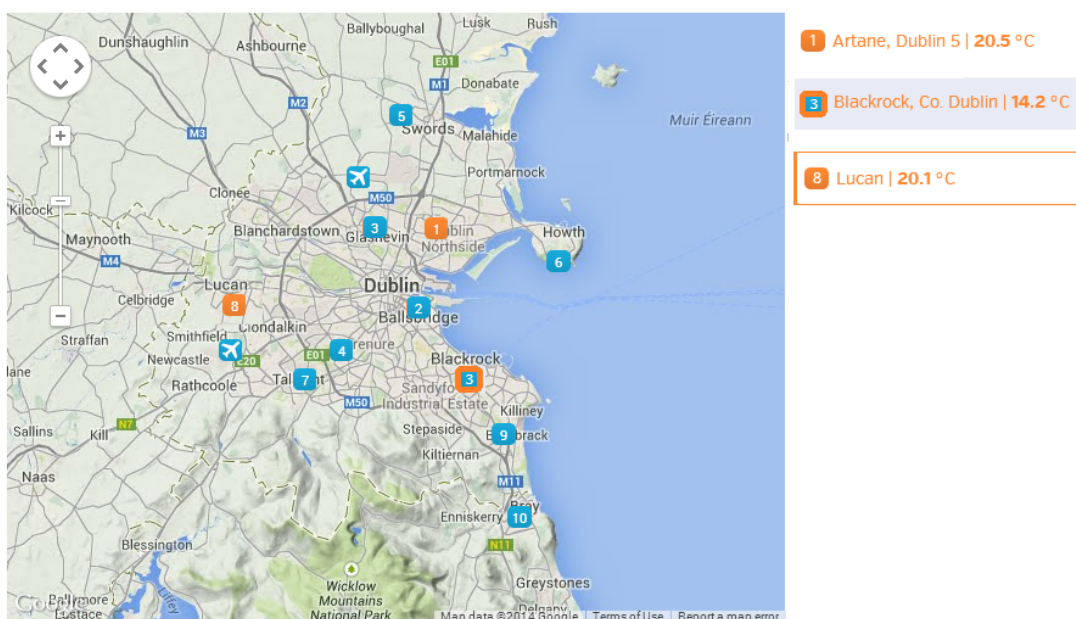 Dunshaughlin
Ashbourne
Ballyboughal
Lusk
Rush
E01
M1
Donabate
M2
5
Swords
Malahide
Muir Éireann
M3
Portmarnock
M50
Clonee
Kilcock
3
1
Blanchardstown
Northside
Howth
Maynooth
M4
6
Lucan
Dublin
Celbridge
8
2
Ballsbridge
Straffan
Smithfield
Clondalkin
4
E01
Newcastle
E20
Blackrock
Rathcoole
7
3
M50
Industrial Estate
Killiney
N7
Sallins
Kill
Stepaside
9
Kiltiernan
Naas
M11
Bray
Enniskerry
10
Blessington
N11
Wicklow
Mountains
National Park
Greystones
Liffey
Delgany
Google
Map data ©2014 Google
Terms of Use
Report a map error
1 Artane, Dublin 5 | 20.5 °C
3 Blackrock, Co. Dublin | 14.2 °C
8 Lucan | 20.1 °C